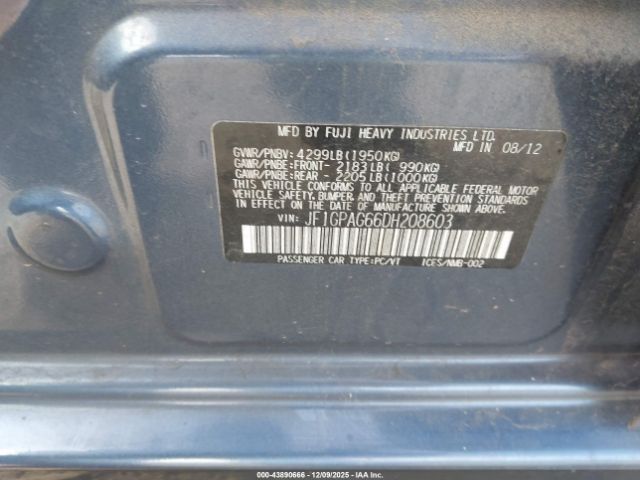 MFD BY FUJI HEAVY INDUSTRIES LTD.
MFD IN 08/12
GVWR/PNBV: 4299LB(1950KG)
GAWR/PNBE: FRONT- 2183LB( 990KG)
GAWR/PNBE: REAR - 2205LB(1000KG)
THIS VEHICLE CONFORMS TO ALL APPLICABLE FEDERAL MOTOR
VEHICLE SAFETY, BUMPER, AND THEFT PREVENTION STANDARDS
IN EFFECT ON THE DATE OF MANUFACTURE SHOWN ABOVE.
VIN: JF1GPAG66DH208603
PASSENGER CAR TYPE:PC/VT ICES/NMB-002
000-43890666 - 12/09/2025 - IAA Inc.